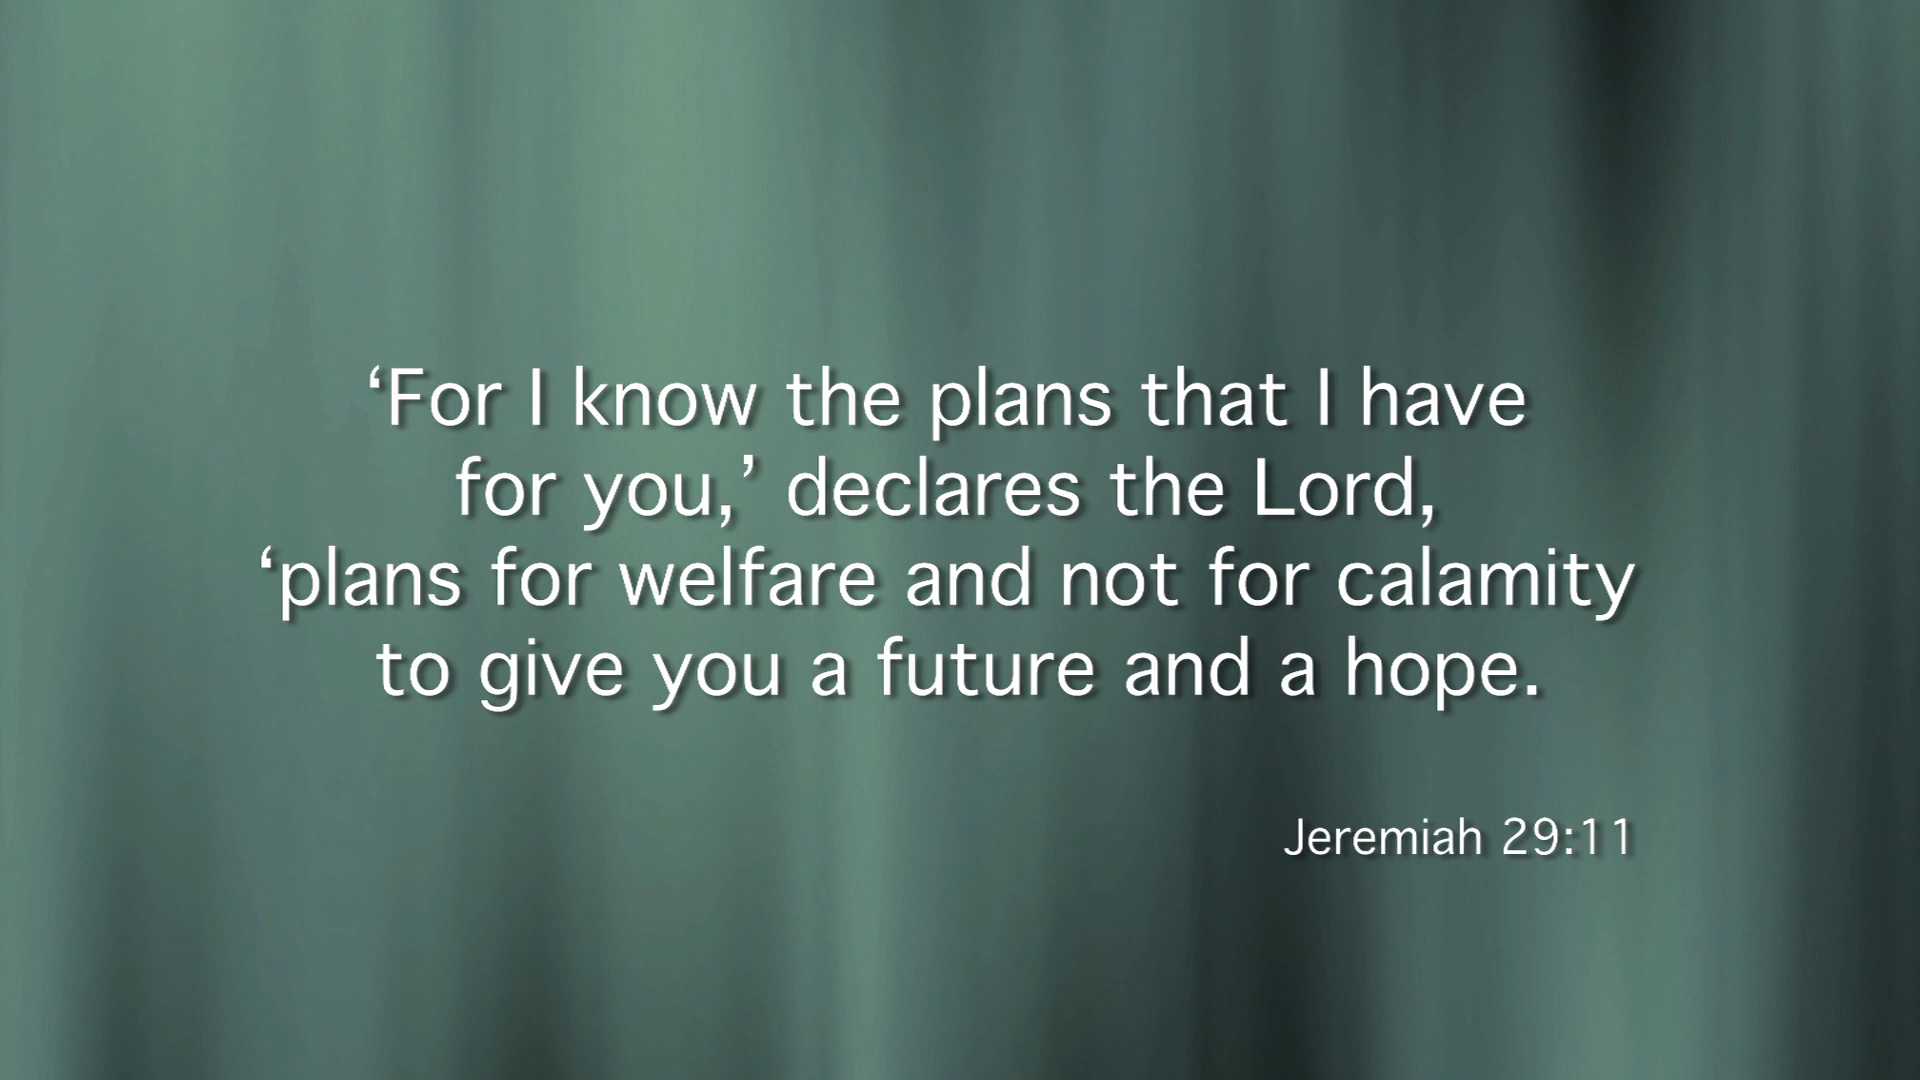 ‘For I know the plans that I have
for you,’ declares the Lord,
‘plans for welfare and not for calamity
to give you a future and a hope.
Jeremiah 29:11